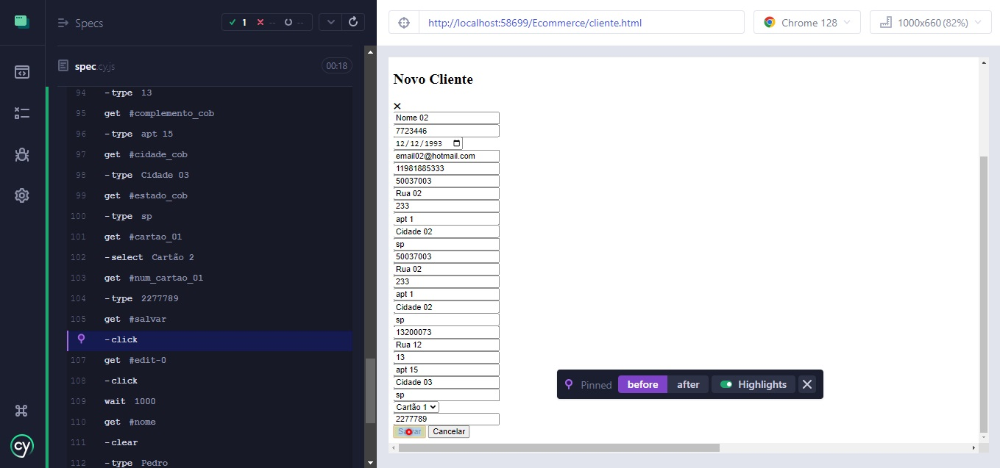 Specs
1
--
--
spec.cy.js
00:18
94 -type 13
95 get #complemento_cob
96 -type apt 15
97 get #cidade_cob
98 -type Cidade 03
99 get #estado_cob
100 -type sp
101 get #cartao_01
102 -select Cartão 2
103 get #num_cartao_01
104 -type 2277789
105 get #salvar
-click
107 get #edit-0
108 -click
109 wait 1000
110 get #nome
111 -clear
112 -type Pedro
cy
http://localhost:58699/Ecommerce/cliente.html
Chrome 128
1000x660 (82%)
Novo Cliente
×
Nome 02
7723446
12/12/1993
email02@hotmail.com
11981885333
50037003
Rua 02
233
apt 1
Cidade 02
sp
50037003
Rua 02
233
apt 1
Cidade 02
sp
13200073
Rua 12
13
apt 15
Cidade 03
sp
Cartão 1
2277789
Salvar Cancelar
Pinned before after Highlights